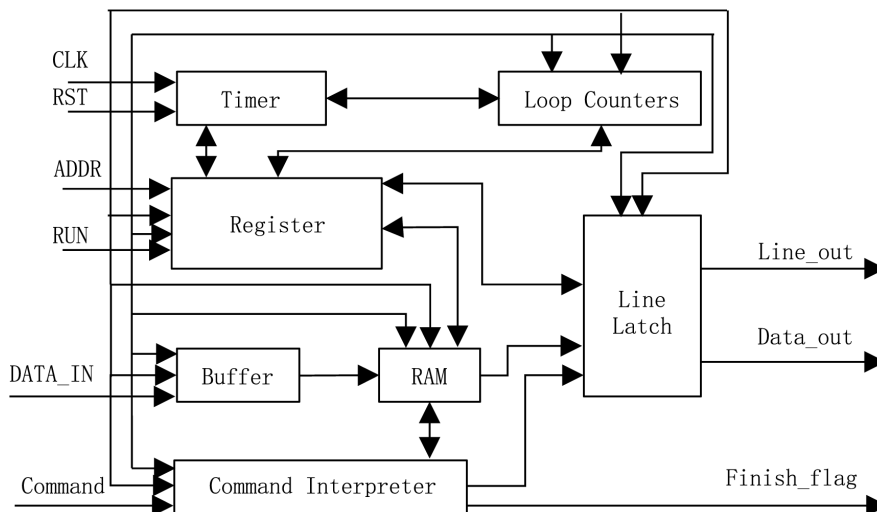 CLK
RST
Timer
Loop Counters
ADDR
RUN
Register
Line_out
Line
Latch
Data_out
DATA_IN
Buffer
RAM
Command
Command Interpreter
Finish_flag